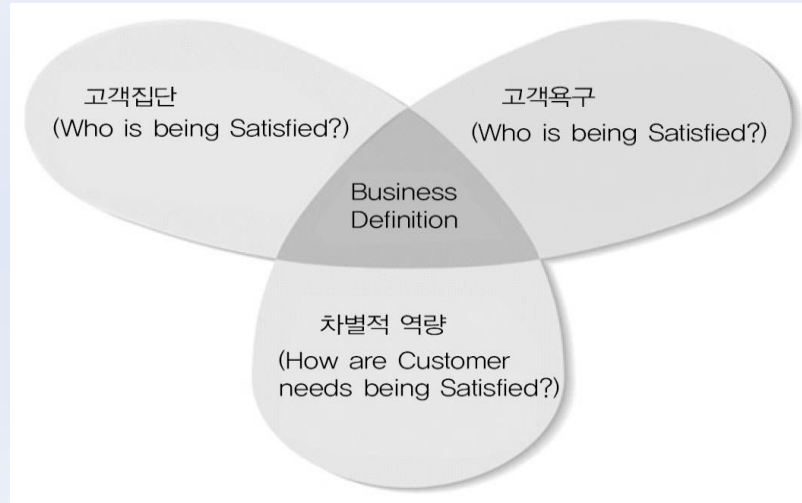 고객집단
(Who is being Satisfied?)
고객욕구
(Who is being Satisfied?)
Business
Definition
차별적 역량
(How are Customer
needs being Satisfied?)